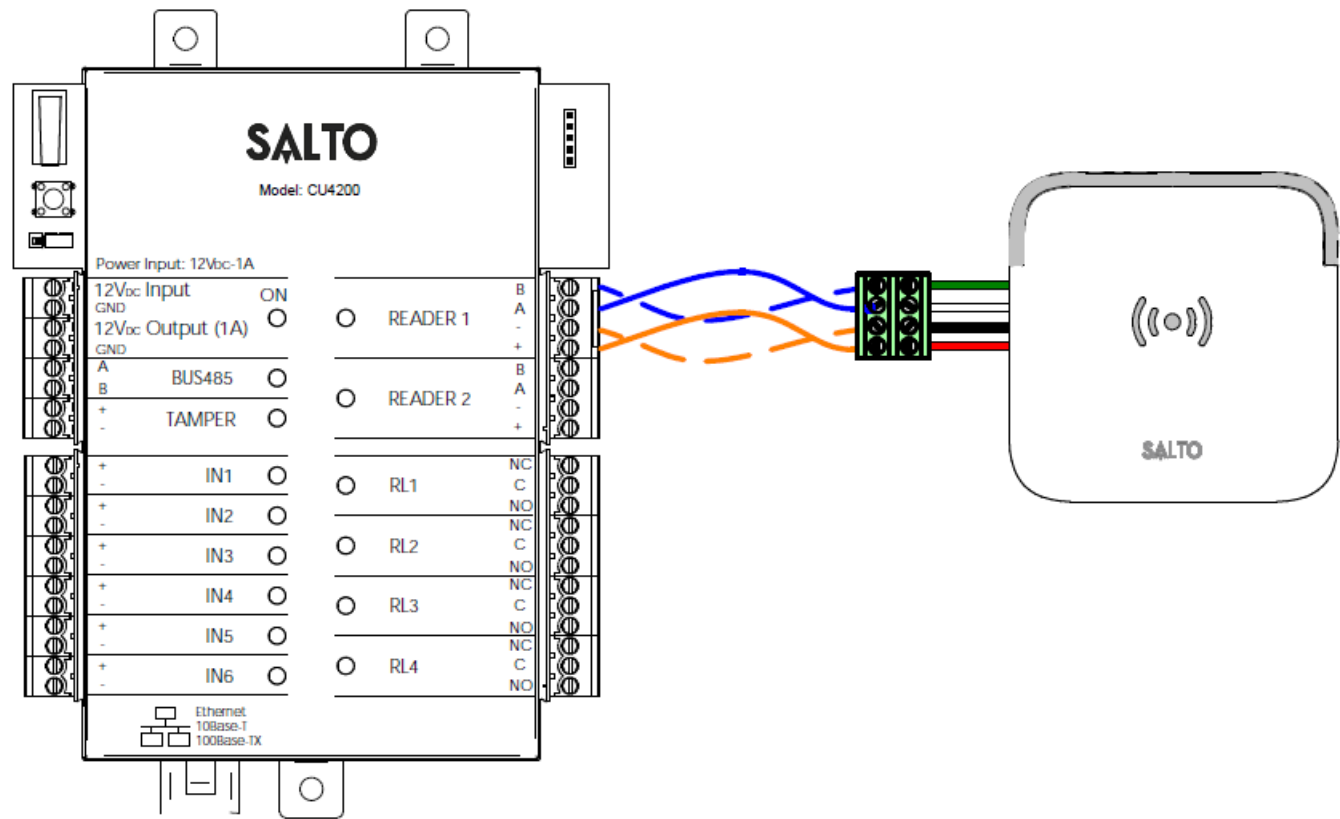 SALTO
Model: CU4200
Power Input: 12VDC-1A
12VDC Input
ON
GND
12VDC Output (1A)
GND
A
BUS485
B
+
TAMPER
-
READER 1
B
A
-
+
READER 2
B
A
-
+
+
IN1
-
+
IN2
-
+
IN3
-
+
IN4
-
+
IN5
-
+
IN6
-
RL1
NC
C
NO
RL2
NC
C
NO
RL3
NC
C
NO
RL4
NC
C
NO
Ethernet
10Base-T
100Base-TX
SALTO